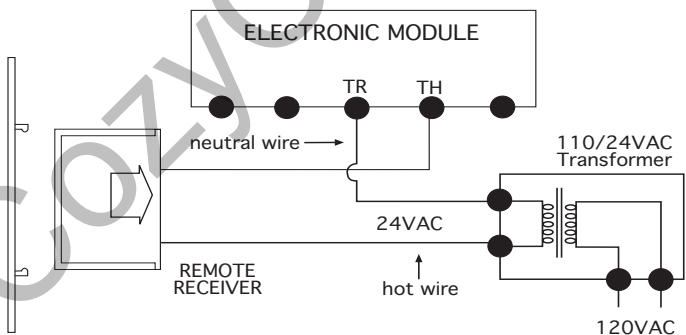 ELECTRONIC MODULE
TR
TH
neutral wire
110/24VAC
Transformer
24VAC
REMOTE
RECEIVER
hot wire
120VAC